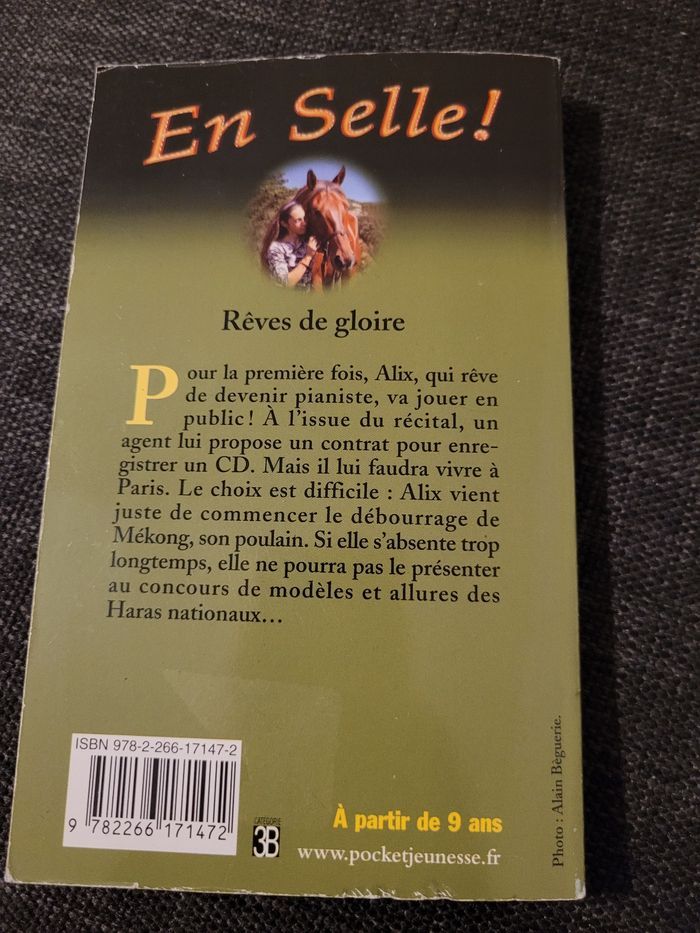 En Selle!
Rêves de gloire
Pour la première fois, Alix, qui rêve
de devenir pianiste, va jouer en
public! À l'issue du récital, un
agent lui propose un contrat pour enre-
gistrer un CD. Mais il lui faudra vivre à
Paris. Le choix est difficile : Alix vient
juste de commencer le débourrage de
Mékong, son poulain. Si elle s'absente trop
longtemps, elle ne pourra pas le présenter
au concours de modèles et allures des
Haras nationaux…
ISBN 978-2-266-17147-2
9 782266 171472
CATÉGORIE
3B
À partir de 9 ans
www.pocketjeunesse.fr
Photo : Alain Bèguerie.